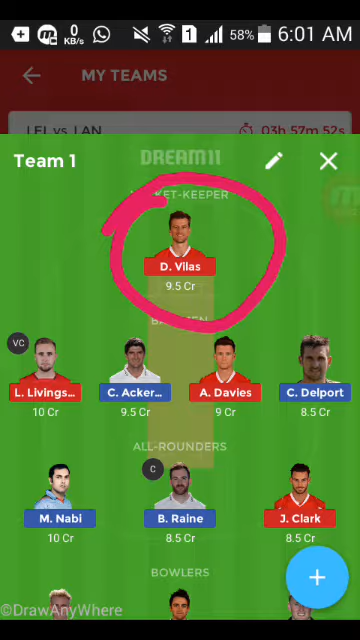 0 KB/s 1 58% 6:01 AM
MY TEAMS
LEI vs LAN 03h 57m 52s
Team 1 DREAM11
WICKET-KEEPER
D. Vilas
9.5 Cr
VC
L. Livings... C. Acker... A. Davies C. Delport
10 Cr 9.5 Cr 9 Cr 8.5 Cr
ALL-ROUNDERS
C
M. Nabi B. Raine J. Clark
10 Cr 8.5 Cr 8.5 Cr
BOWLERS
+
©DrawAnyWhere